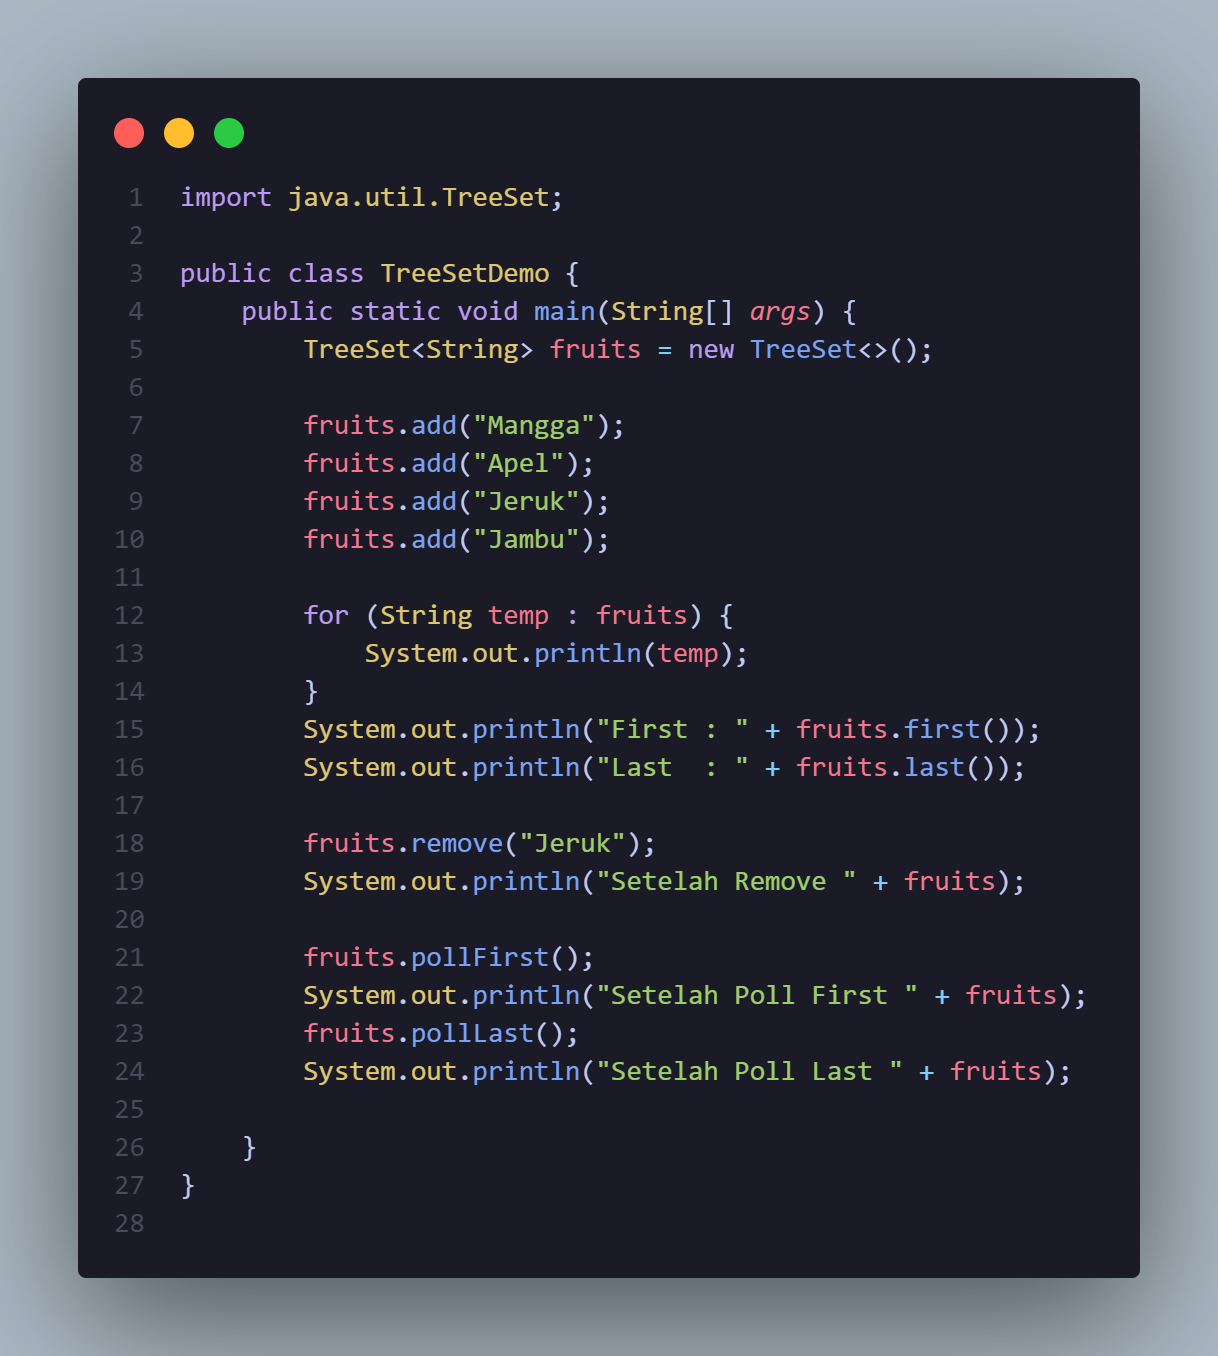 1 import java.util.TreeSet;
2
3 public class TreeSetDemo {
4     public static void main(String[] args) {
5         TreeSet<String> fruits = new TreeSet<>();
6
7         fruits.add("Mangga");
8         fruits.add("Apel");
9         fruits.add("Jeruk");
10         fruits.add("Jambu");
11
12         for (String temp : fruits) {
13             System.out.println(temp);
14         }
15         System.out.println("First : " + fruits.first());
16         System.out.println("Last  : " + fruits.last());
17
18         fruits.remove("Jeruk");
19         System.out.println("Setelah Remove " + fruits);
20
21         fruits.pollFirst();
22         System.out.println("Setelah Poll First " + fruits);
23         fruits.pollLast();
24         System.out.println("Setelah Poll Last " + fruits);
25
26     }
27 }
28